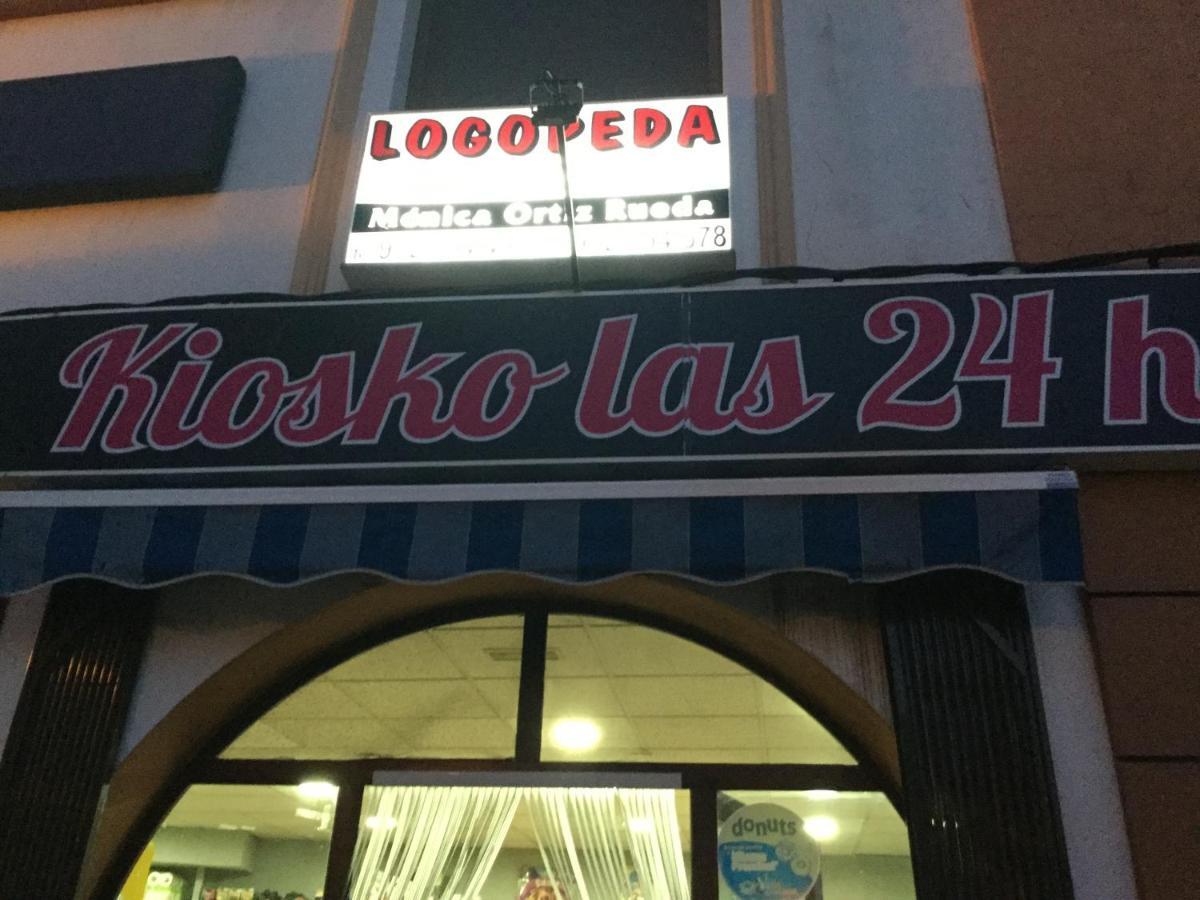 LOGOPEDA
Mónica Ortiz Rueda
Kiosko las 24 h
donuts